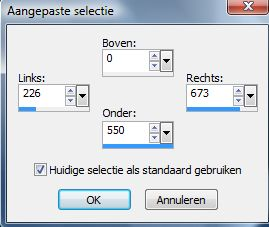 Aangepaste selectie
Boven:
0
Links:
226
Rechts:
673
Onder:
550
Huidige selectie als standaard gebruiken
OK
Annuleren